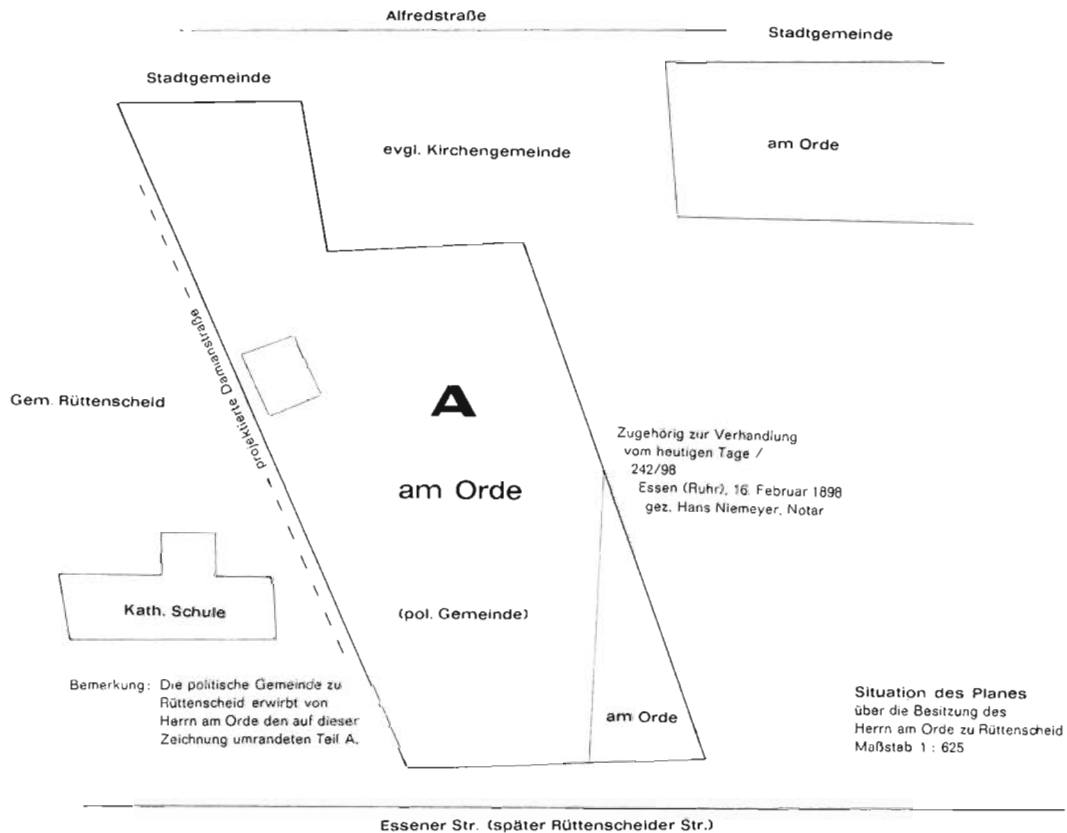 Alfredstraße
Stadtgemeinde
Stadtgemeinde
evgl. Kirchengemeinde
am Orde
projektierte Damianstraße
Gem. Rüttenscheid
A
am Orde
Zugehörig zur Verhandlung
vom heutigen Tage /
242/98
Essen (Ruhr), 16. Februar 1898
gez. Hans Niemeyer, Notar
Kath. Schule
(pol. Gemeinde)
Bemerkung: Die politische Gemeinde zu
Rüttenscheid erwirbt von
Herrn am Orde den auf dieser
Zeichnung umrandeten Teil A.
am Orde
Situation des Planes
über die Besitzung des
Herrn am Orde zu Rüttenscheid
Maßstab 1 : 625
Essener Str. (später Rüttenscheider Str.)